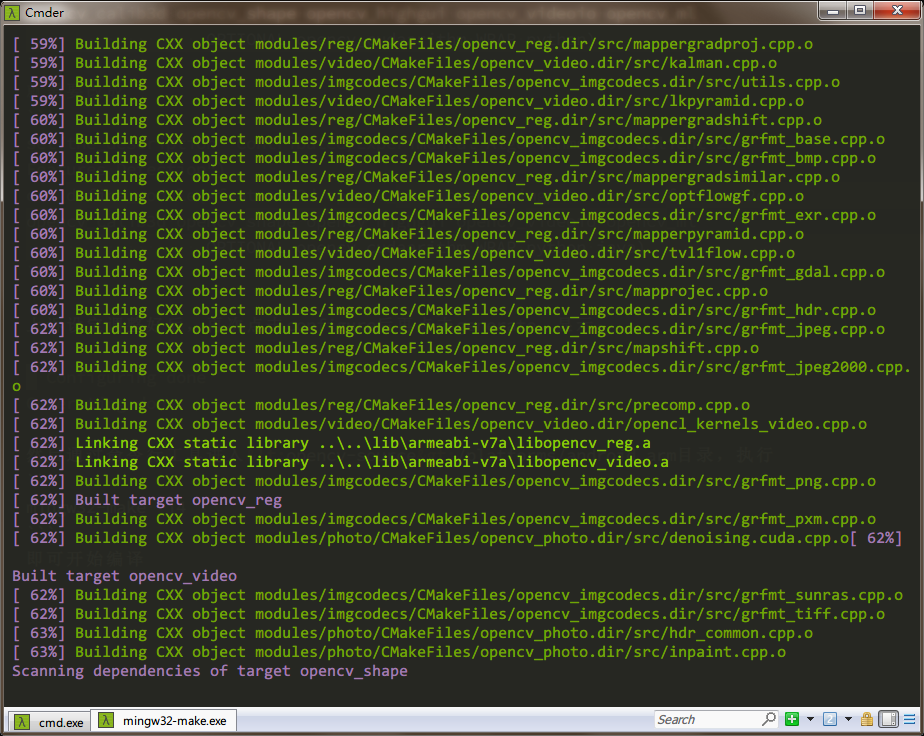 Cmder
[ 59%] Building CXX object modules/reg/CMakeFiles/opencv_reg.dir/src/mappergradproj.cpp.o
[ 59%] Building CXX object modules/video/CMakeFiles/opencv_video.dir/src/kalman.cpp.o
[ 59%] Building CXX object modules/imgcodecs/CMakeFiles/opencv_imgcodecs.dir/src/utils.cpp.o
[ 59%] Building CXX object modules/video/CMakeFiles/opencv_video.dir/src/lkpyramid.cpp.o
[ 60%] Building CXX object modules/reg/CMakeFiles/opencv_reg.dir/src/mappergradshift.cpp.o
[ 60%] Building CXX object modules/imgcodecs/CMakeFiles/opencv_imgcodecs.dir/src/grfmt_base.cpp.o
[ 60%] Building CXX object modules/imgcodecs/CMakeFiles/opencv_imgcodecs.dir/src/grfmt_bmp.cpp.o
[ 60%] Building CXX object modules/reg/CMakeFiles/opencv_reg.dir/src/mappergradsimilar.cpp.o
[ 60%] Building CXX object modules/video/CMakeFiles/opencv_video.dir/src/optflowgf.cpp.o
[ 60%] Building CXX object modules/imgcodecs/CMakeFiles/opencv_imgcodecs.dir/src/grfmt_exr.cpp.o
[ 60%] Building CXX object modules/reg/CMakeFiles/opencv_reg.dir/src/mapperpyramid.cpp.o
[ 60%] Building CXX object modules/video/CMakeFiles/opencv_video.dir/src/tvl1flow.cpp.o
[ 60%] Building CXX object modules/imgcodecs/CMakeFiles/opencv_imgcodecs.dir/src/grfmt_gdal.cpp.o
[ 60%] Building CXX object modules/reg/CMakeFiles/opencv_reg.dir/src/mapprojec.cpp.o
[ 60%] Building CXX object modules/imgcodecs/CMakeFiles/opencv_imgcodecs.dir/src/grfmt_hdr.cpp.o
[ 62%] Building CXX object modules/imgcodecs/CMakeFiles/opencv_imgcodecs.dir/src/grfmt_jpeg.cpp.o
[ 62%] Building CXX object modules/reg/CMakeFiles/opencv_reg.dir/src/mapshift.cpp.o
[ 62%] Building CXX object modules/imgcodecs/CMakeFiles/opencv_imgcodecs.dir/src/grfmt_jpeg2000.cpp.
o
[ 62%] Building CXX object modules/reg/CMakeFiles/opencv_reg.dir/src/precomp.cpp.o
[ 62%] Building CXX object modules/video/CMakeFiles/opencv_video.dir/opencl_kernels_video.cpp.o
[ 62%] Linking CXX static library ..\..\lib\armeabi-v7a\libopencv_reg.a
[ 62%] Linking CXX static library ..\..\lib\armeabi-v7a\libopencv_video.a
[ 62%] Building CXX object modules/imgcodecs/CMakeFiles/opencv_imgcodecs.dir/src/grfmt_png.cpp.o
[ 62%] Built target opencv_reg
[ 62%] Building CXX object modules/imgcodecs/CMakeFiles/opencv_imgcodecs.dir/src/grfmt_pxm.cpp.o
[ 62%] Building CXX object modules/photo/CMakeFiles/opencv_photo.dir/src/denoising.cuda.cpp.o[ 62%]
Built target opencv_video
[ 62%] Building CXX object modules/imgcodecs/CMakeFiles/opencv_imgcodecs.dir/src/grfmt_sunras.cpp.o
[ 62%] Building CXX object modules/imgcodecs/CMakeFiles/opencv_imgcodecs.dir/src/grfmt_tiff.cpp.o
[ 63%] Building CXX object modules/photo/CMakeFiles/opencv_photo.dir/src/hdr_common.cpp.o
[ 63%] Building CXX object modules/photo/CMakeFiles/opencv_photo.dir/src/inpaint.cpp.o
Scanning dependencies of target opencv_shape
cmd.exe
mingw32-make.exe
Search